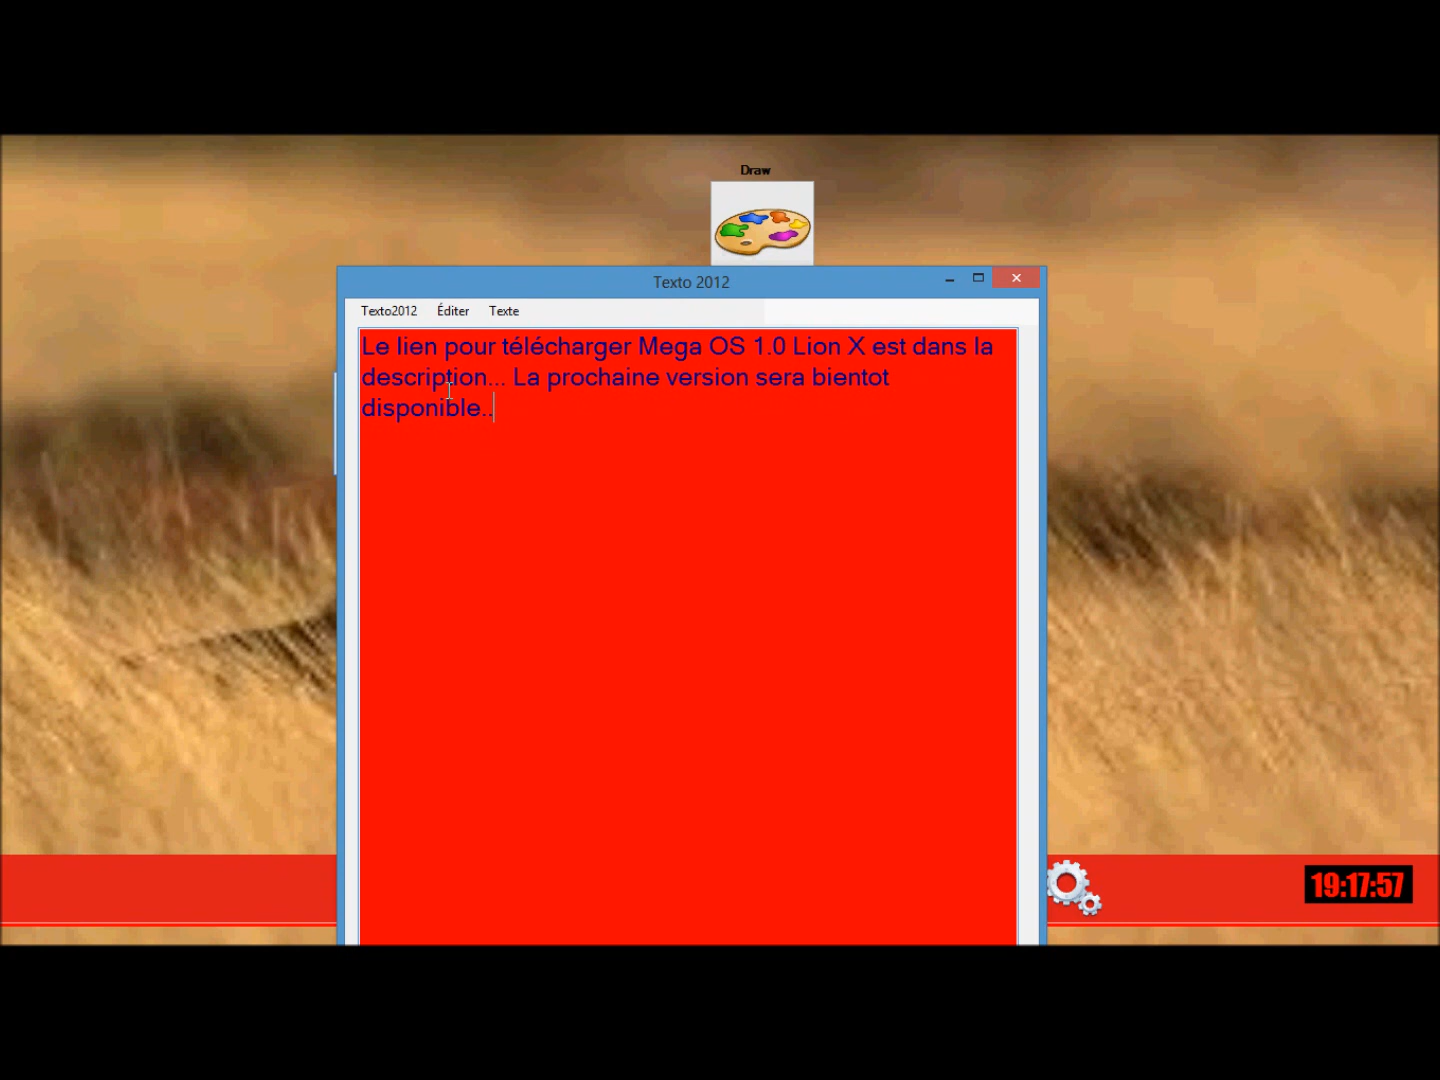 Draw
Texto 2012
Texto2012 Éditer Texte
Le lien pour télécharger Mega OS 1.0 Lion X est dans la
description... La prochaine version sera bientot
disponible..
19:17:57